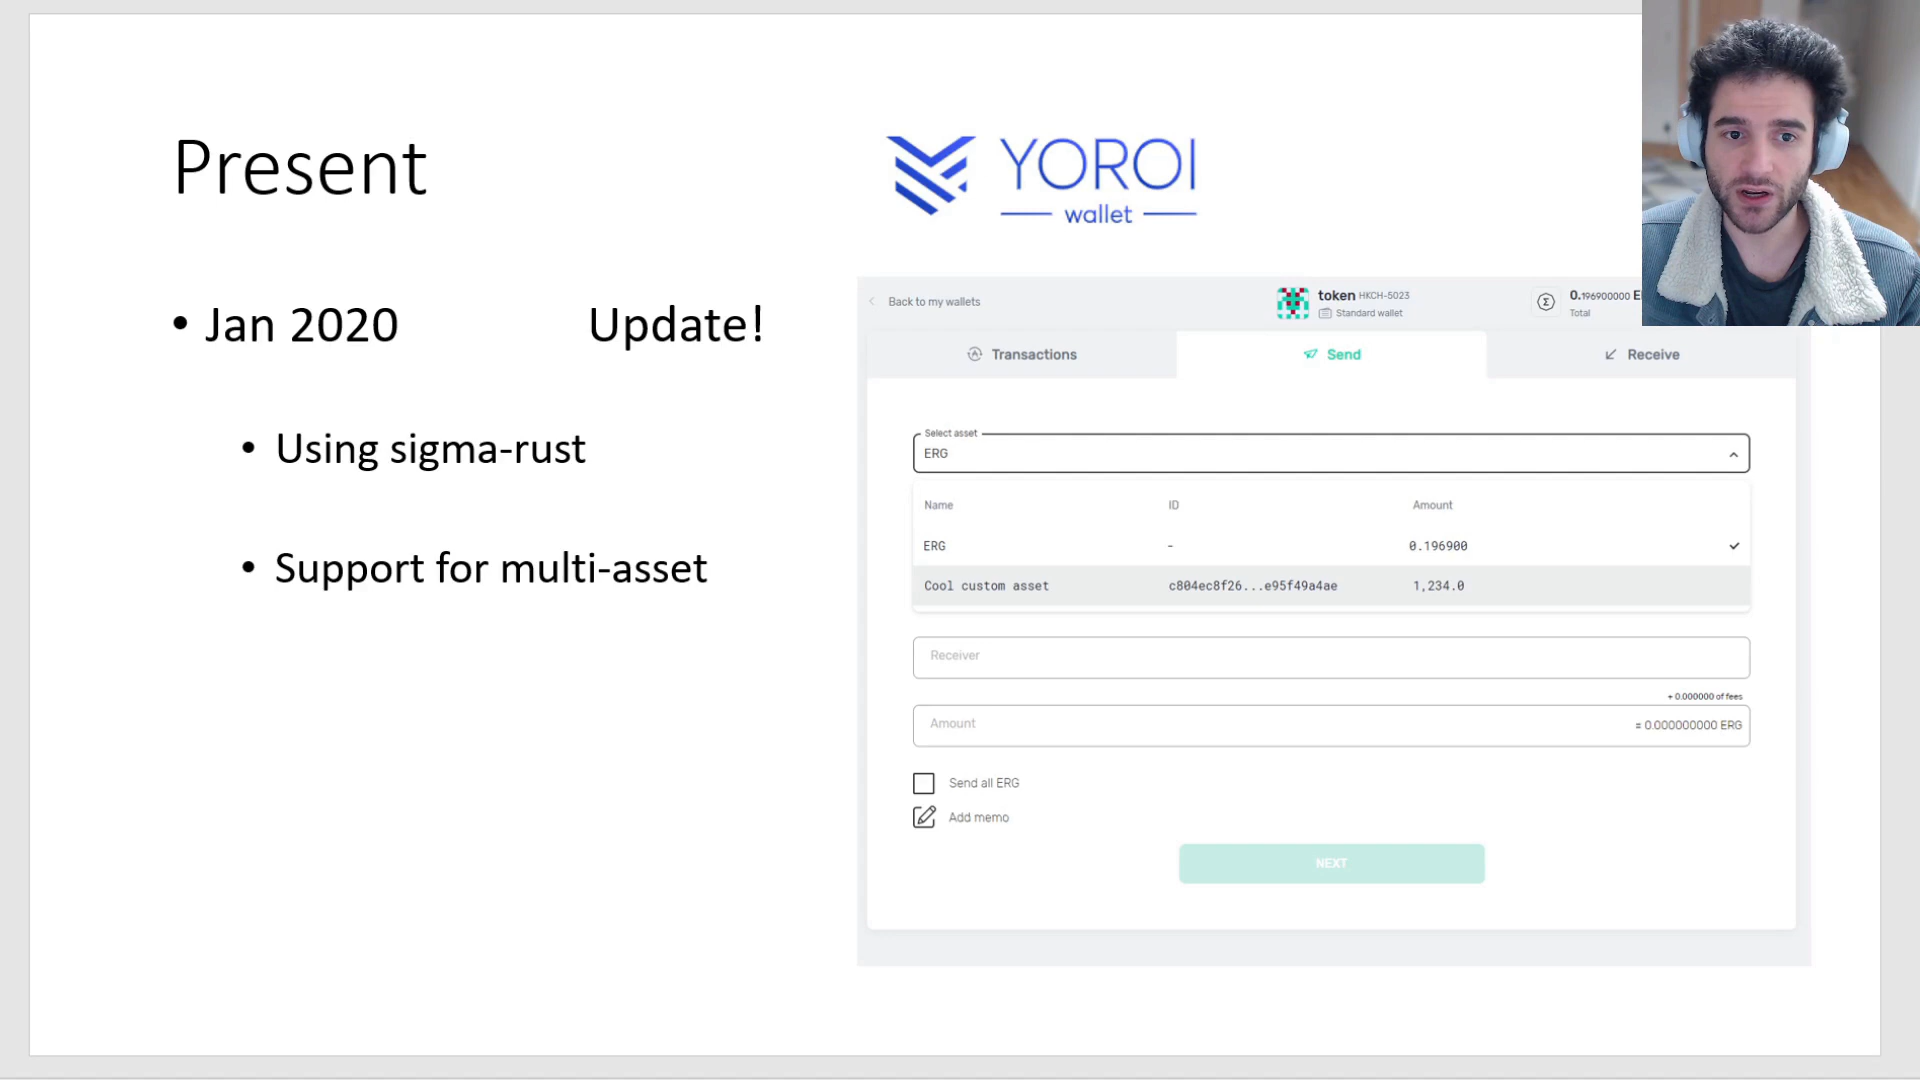 Present
YOROI
wallet
• Jan 2020 Update!
• Using sigma-rust
• Support for multi-asset
Back to my wallets
token HKCH-5023
Standard wallet
0.196900000
Total
Transactions
Send
Receive
Select asset
ERG
Name ID Amount
ERG - 0.196900
Cool custom asset c804ec8f26...e95f49a4ae 1,234.0
Receiver
+ 0.000000 of fees
Amount
= 0.000000000 ERG
Send all ERG
Add memo
NEXT